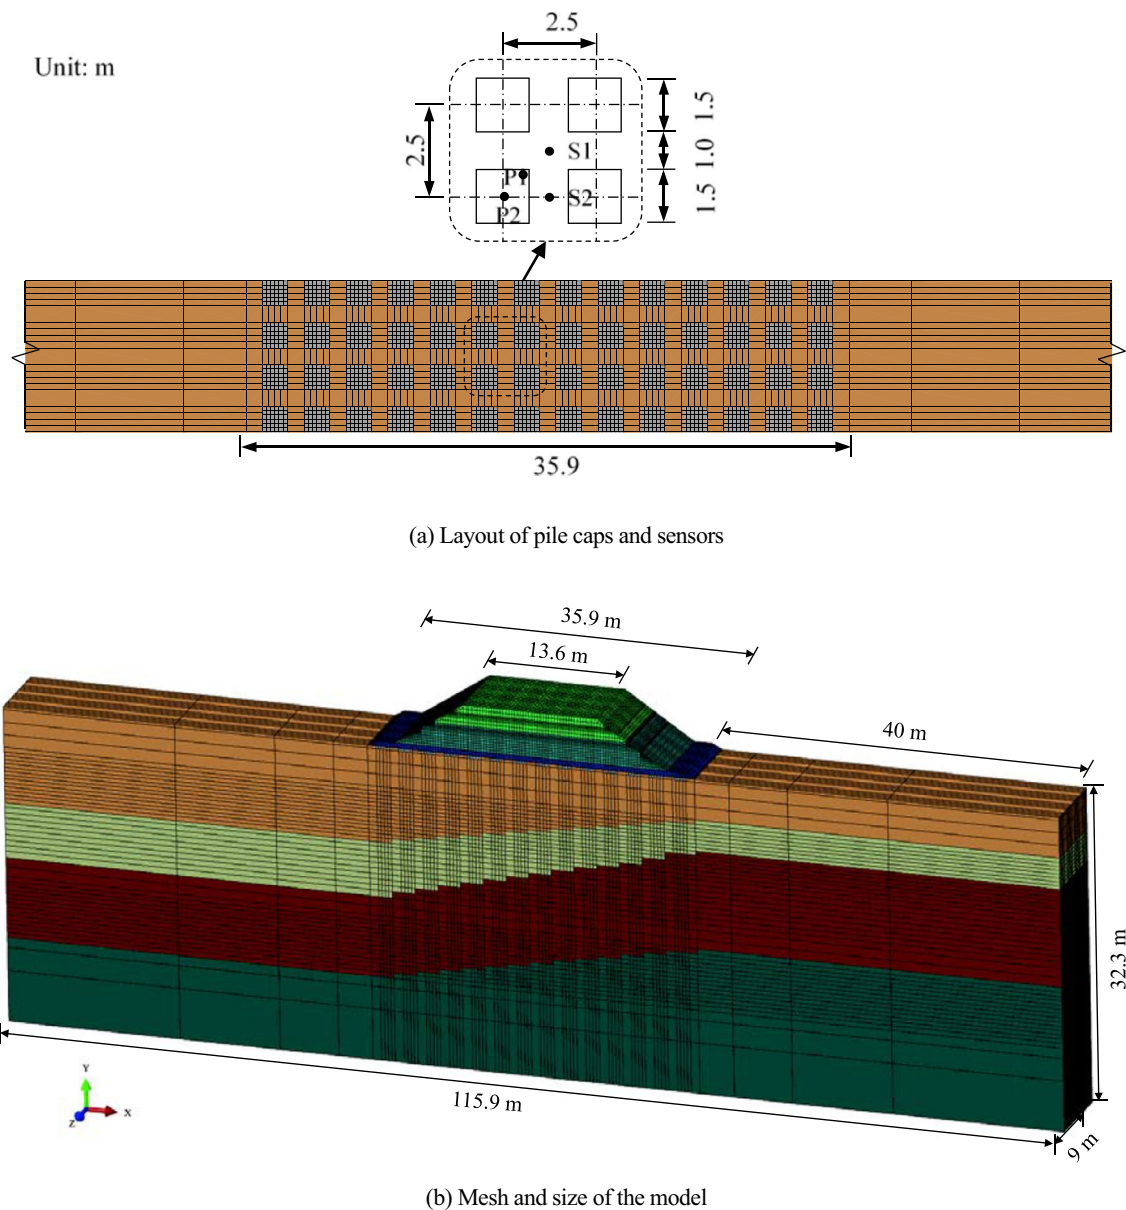 2.5
Unit: m
1.5
S1
1.0
2.5
P1
S2
1.5
P2
35.9
(a) Layout of pile caps and sensors
35.9 m
13.6 m
40 m
32.3 m
115.9 m
9 m
Y
X
Z
(b) Mesh and size of the model